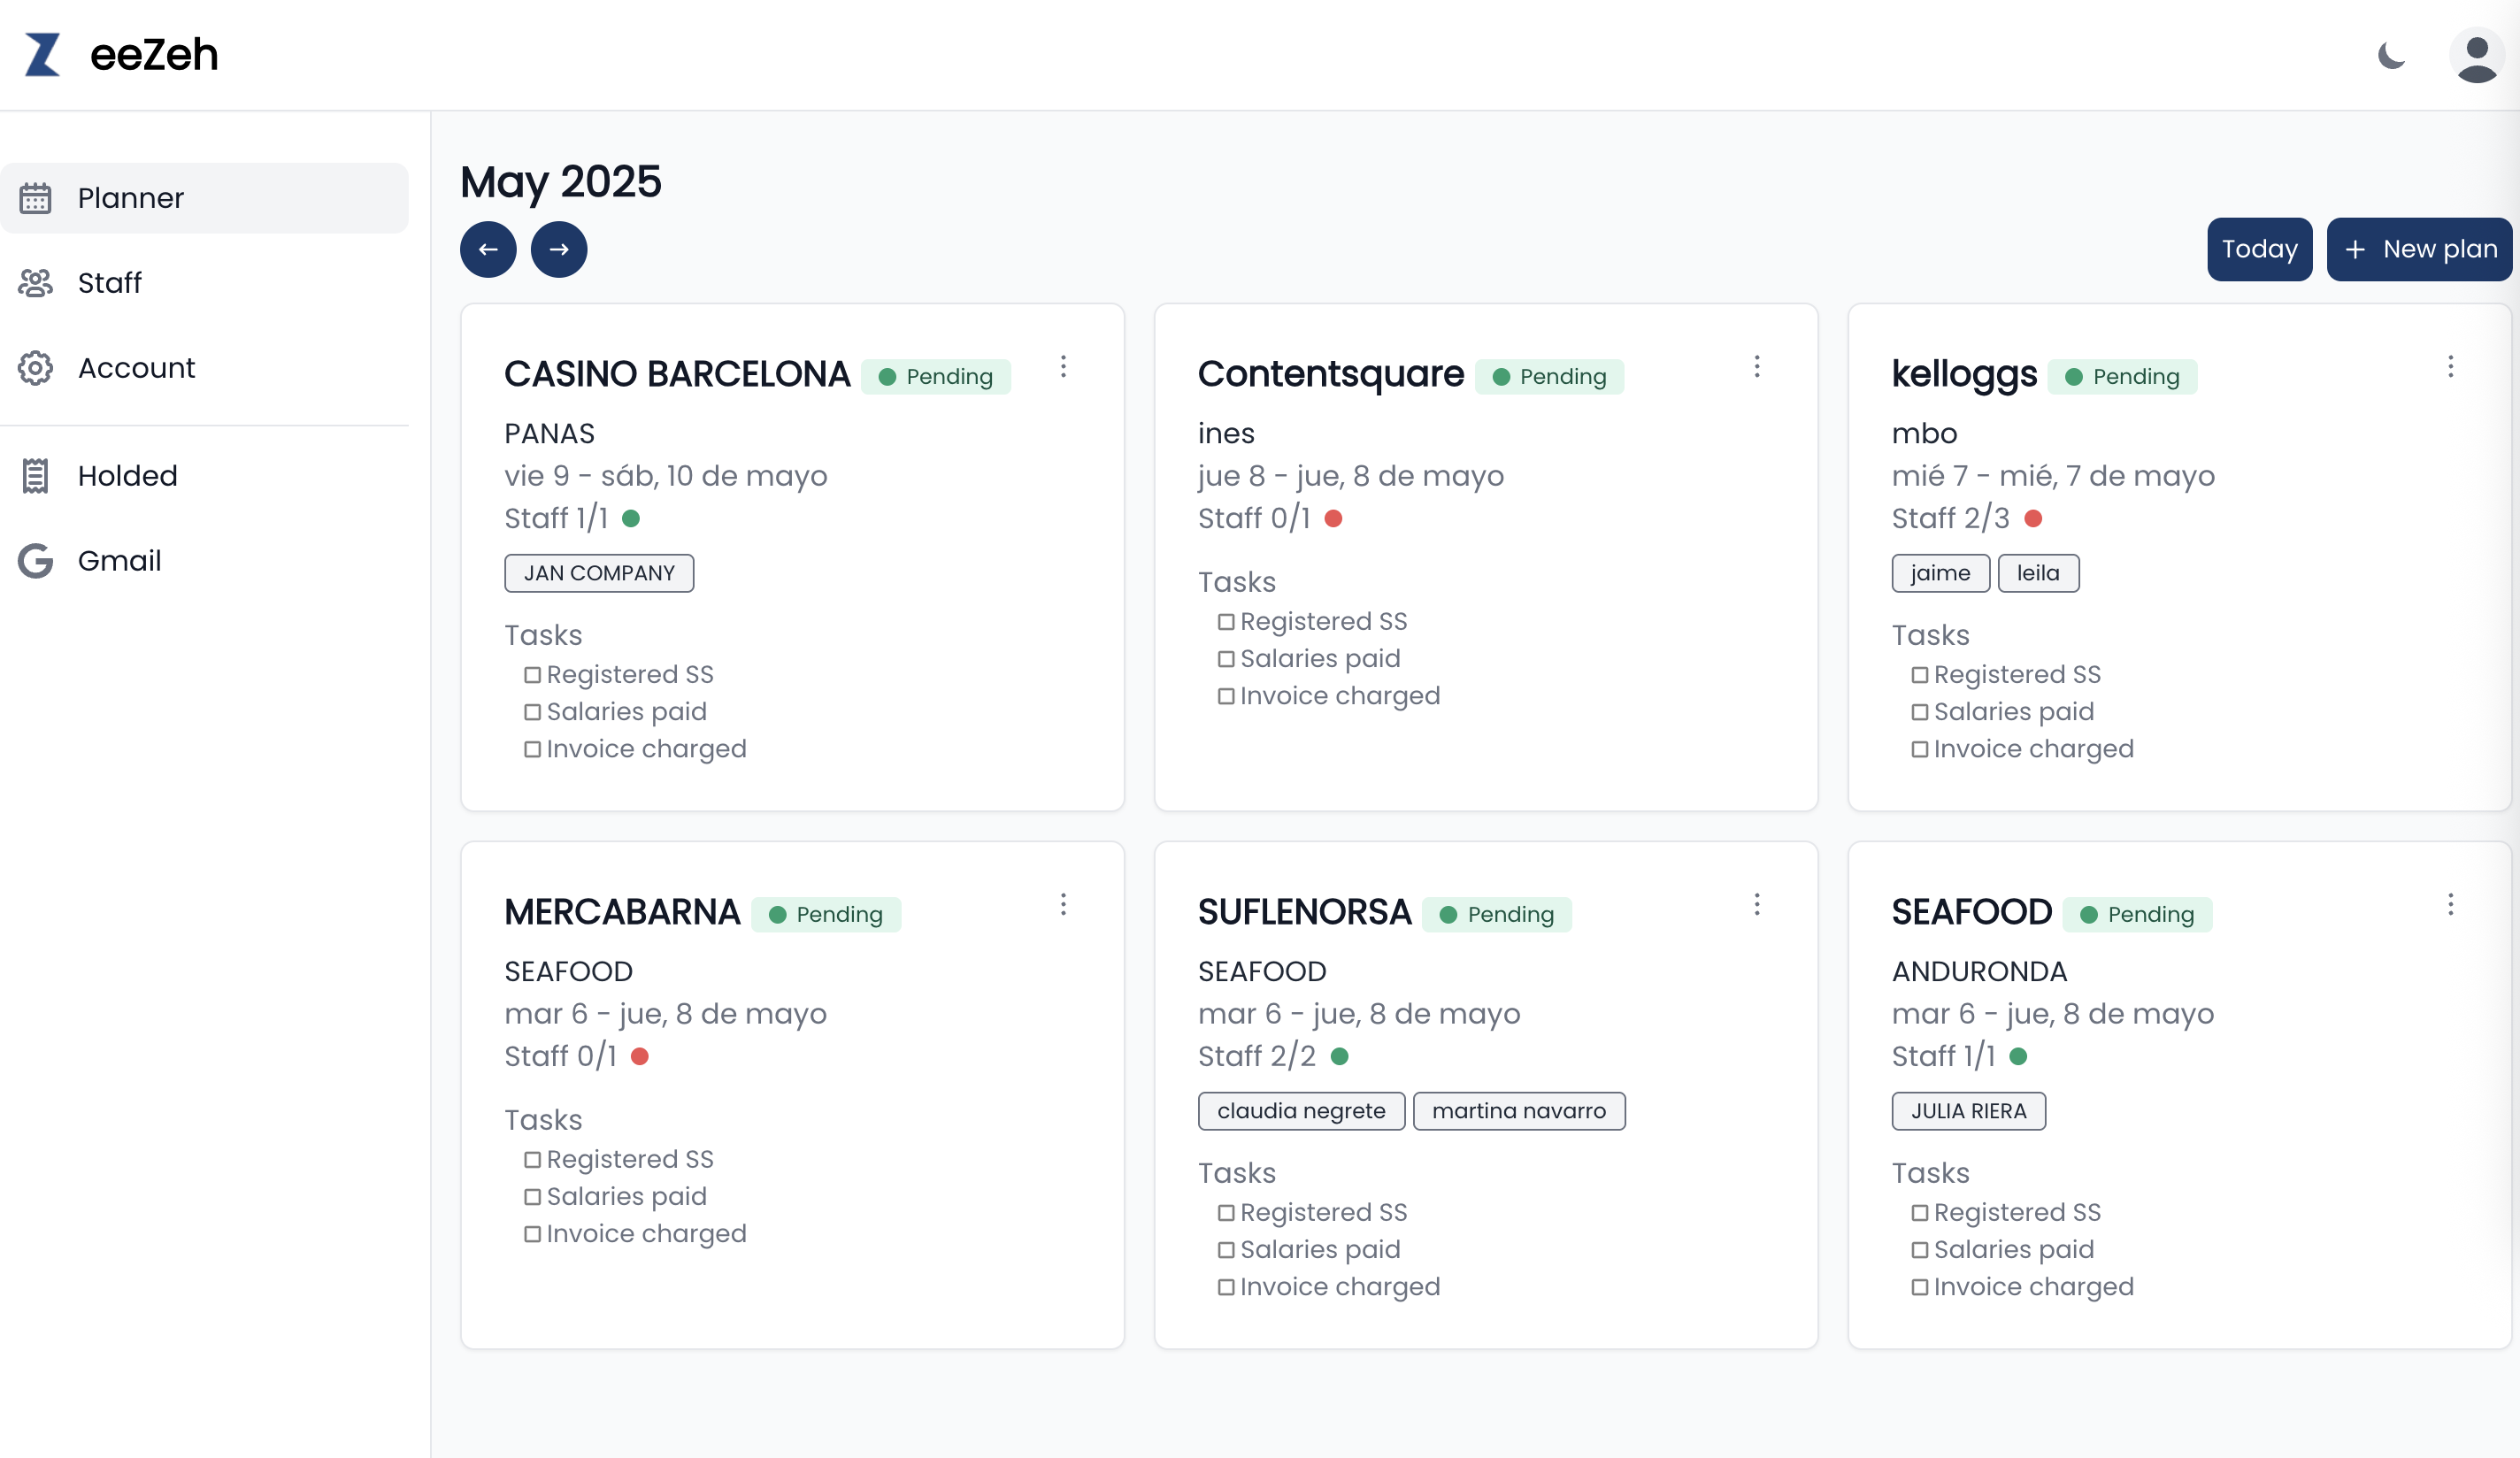 eeZeh
Planner
Staff
Account
Holded
Gmail
May 2025
Today
New plan
CASINO BARCELONA Pending
PANAS
vie 9 - sáb, 10 de mayo
Staff 1/1
JAN COMPANY
Tasks
Registered SS
Salaries paid
Invoice charged
Contentsquare Pending
ines
jue 8 - jue, 8 de mayo
Staff 0/1
Tasks
Registered SS
Salaries paid
Invoice charged
kelloggs Pending
mbo
mié 7 - mié, 7 de mayo
Staff 2/3
jaime leila
Tasks
Registered SS
Salaries paid
Invoice charged
MERCABARNA Pending
SEAFOOD
mar 6 - jue, 8 de mayo
Staff 0/1
Tasks
Registered SS
Salaries paid
Invoice charged
SUFLENORSA Pending
SEAFOOD
mar 6 - jue, 8 de mayo
Staff 2/2
claudia negrete martina navarro
Tasks
Registered SS
Salaries paid
Invoice charged
SEAFOOD Pending
ANDURONDA
mar 6 - jue, 8 de mayo
Staff 1/1
JULIA RIERA
Tasks
Registered SS
Salaries paid
Invoice charged